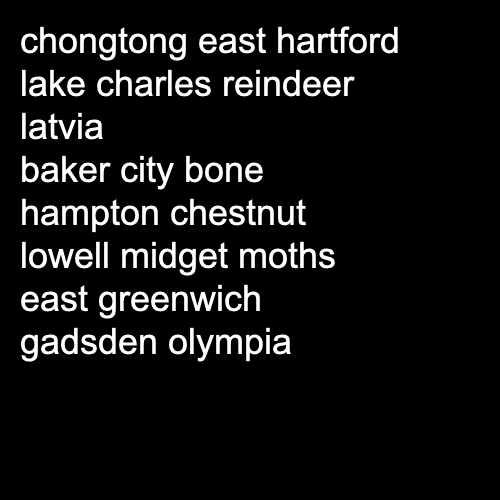 chongtong east hartford
lake charles reindeer
latvia
baker city bone
hampton chestnut
lowell midget moths
east greenwich
gadsden olympia